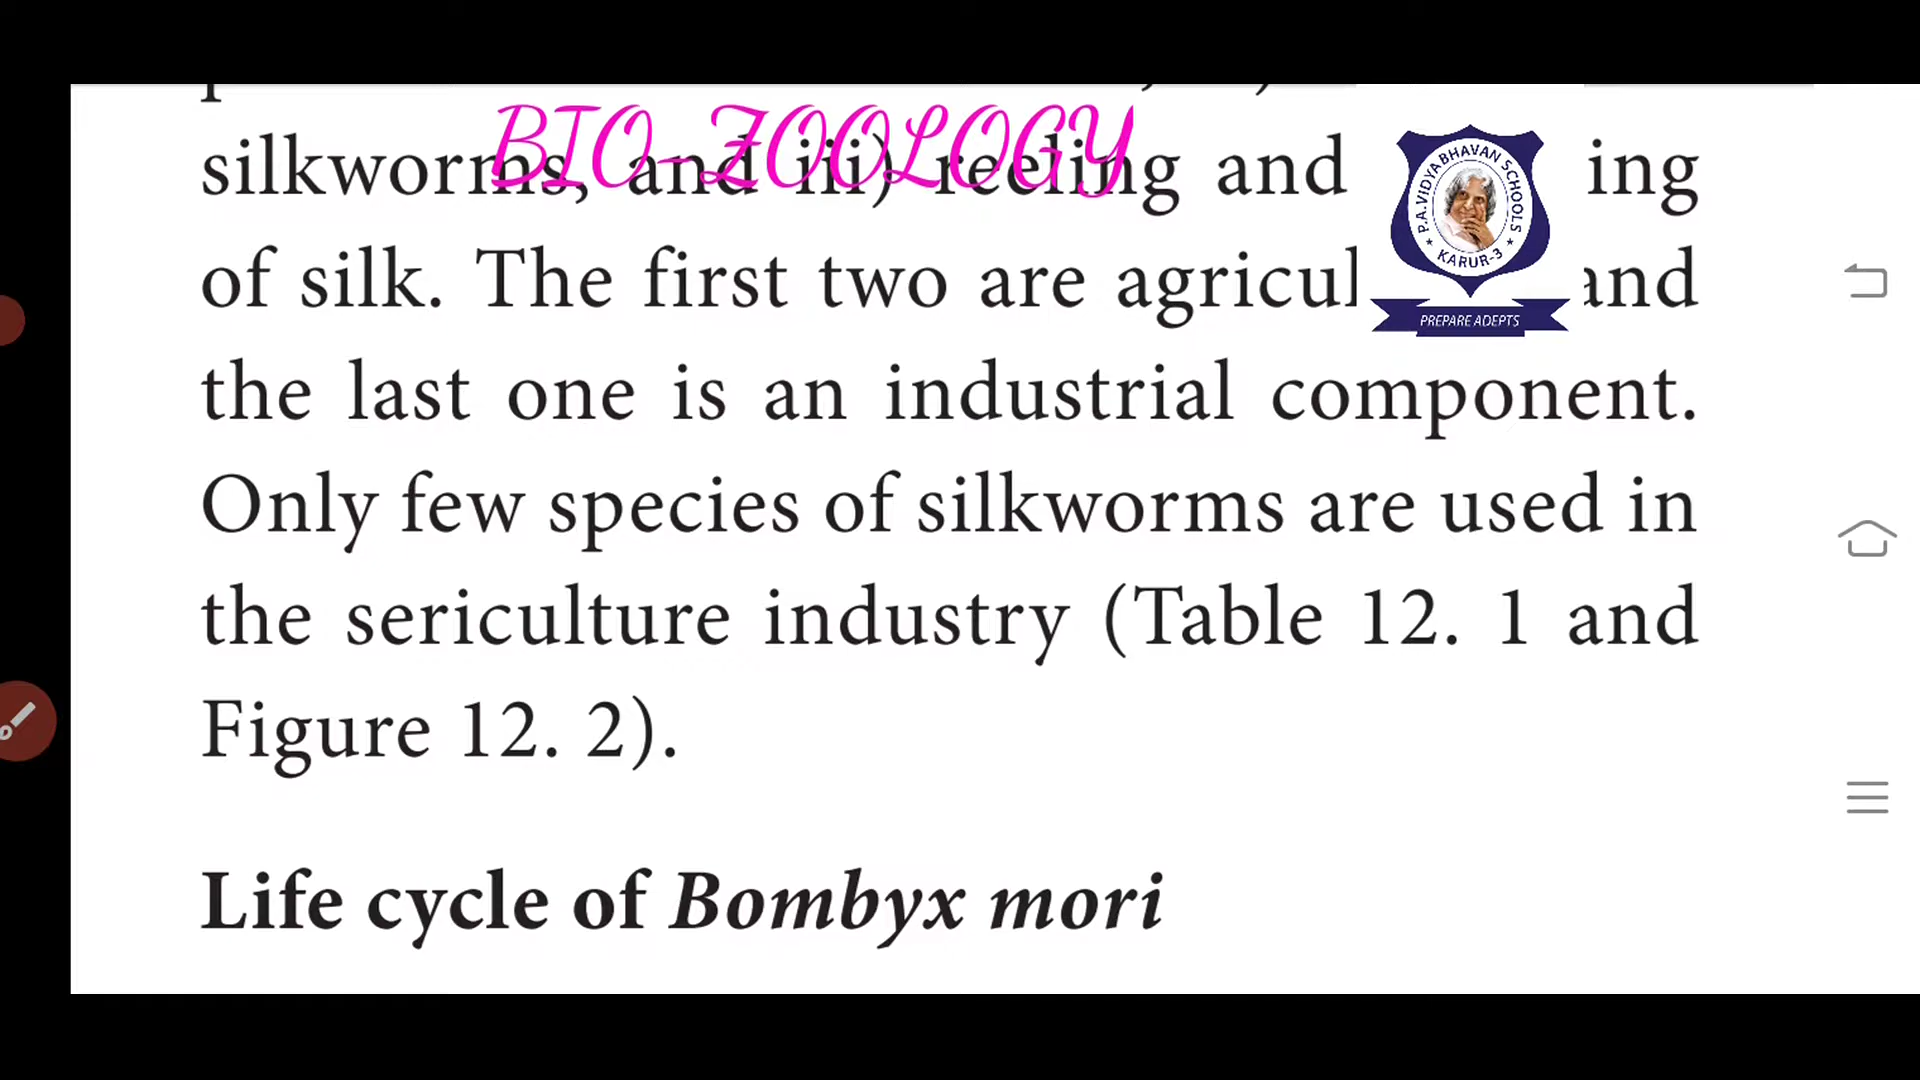 BIO-ZOOLOGY
silkworms, and iii) reeling and ing
of silk. The first two are agricul and
the last one is an industrial component.
Only few species of silkworms are used in
the sericulture industry (Table 12. 1 and
Figure 12. 2).
Life cycle of Bombyx mori
P.A.VIDYABHAVAN SCHOOLS
★ KARUR-3 ★
PREPARE ADEPTS